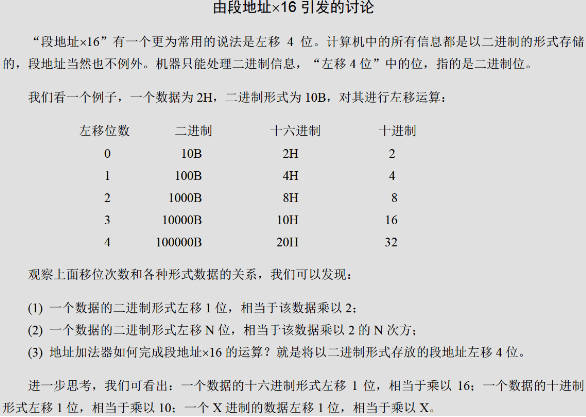 由段地址×16 引发的讨论
“段地址×16”有一个更为常用的说法是左移 4 位。计算机中的所有信息都是以二进制的形式存储
的，段地址当然也不例外。机器只能处理二进制信息，“左移 4 位”中的位，指的是二进制位。
我们看一个例子，一个数据为 2H，二进制形式为 10B，对其进行左移运算：
左移位数 二进制 十六进制 十进制
0 10B 2H 2
1 100B 4H 4
2 1000B 8H 8
3 10000B 10H 16
4 100000B 20H 32
观察上面移位次数和各种形式数据的关系，我们可以发现：
(1) 一个数据的二进制形式左移 1 位，相当于该数据乘以 2；
(2) 一个数据的二进制形式左移 N 位，相当于该数据乘以 2 的 N 次方；
(3) 地址加法器如何完成段地址×16 的运算？就是将以二进制形式存放的段地址左移 4 位。
进一步思考，我们可看出：一个数据的十六进制形式左移 1 位，相当于乘以 16；一个数据的十进制
形式左移 1 位，相当于乘以 10；一个 X 进制的数据左移 1 位，相当于乘以 X。